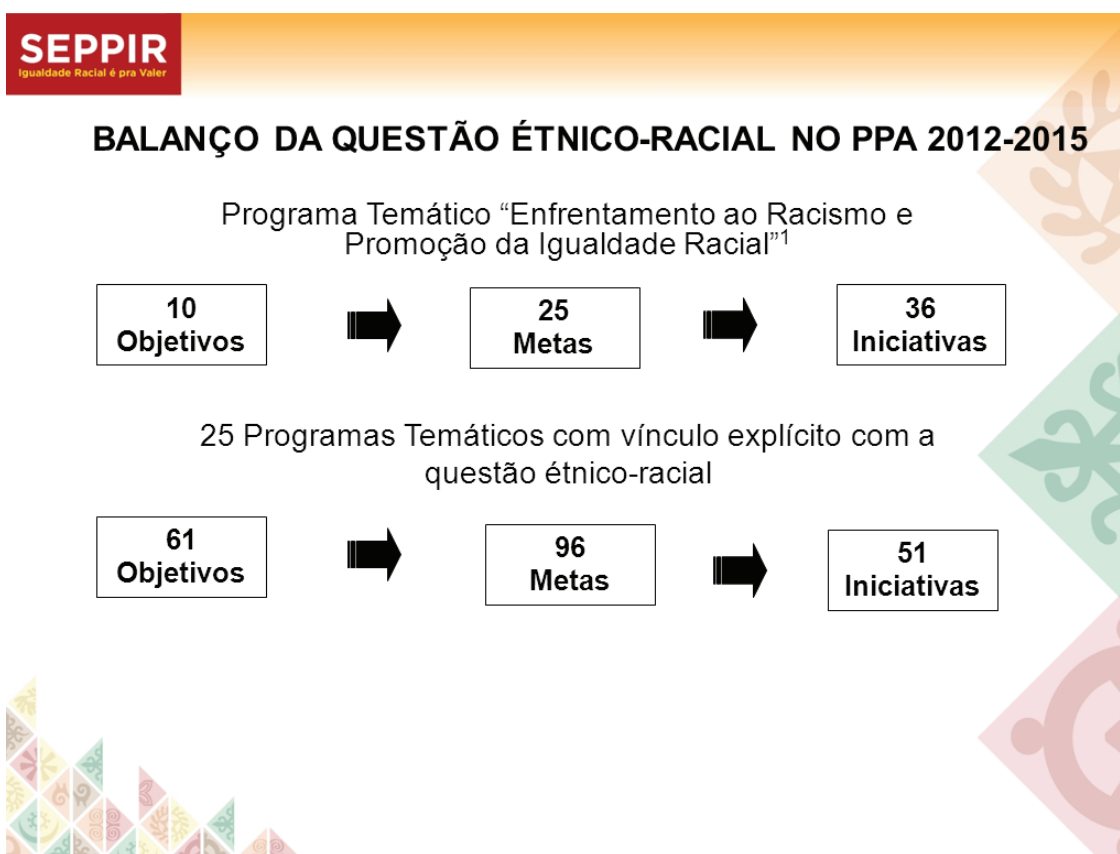 SEPPIR
Igualdade Racial é pra Valer
BALANÇO DA QUESTÃO ÉTNICO-RACIAL NO PPA 2012-2015
Programa Temático “Enfrentamento ao Racismo e
Promoção da Igualdade Racial”¹
10
Objetivos
25
Metas
36
Iniciativas
25 Programas Temáticos com vínculo explícito com a
questão étnico-racial
61
Objetivos
96
Metas
51
Iniciativas